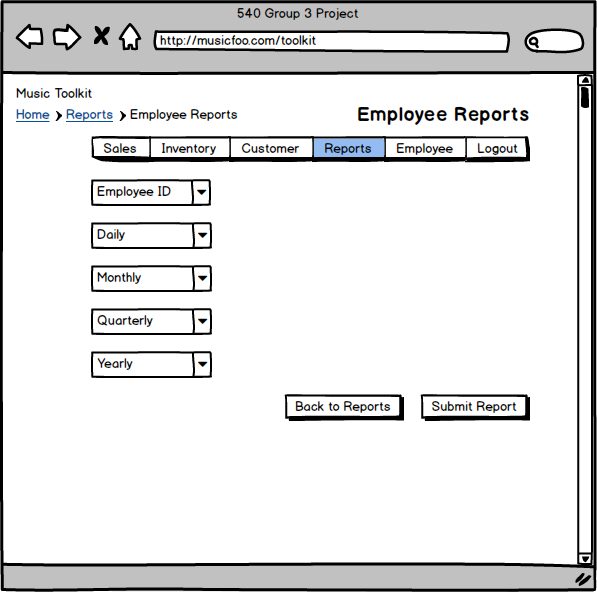 540 Group 3 Project
http://musicfoo.com/toolkit
Music Toolkit
Home > Reports > Employee Reports
Employee Reports
Sales Inventory Customer Reports Employee Logout
Employee ID
Daily
Monthly
Quarterly
Yearly
Back to Reports Submit Report